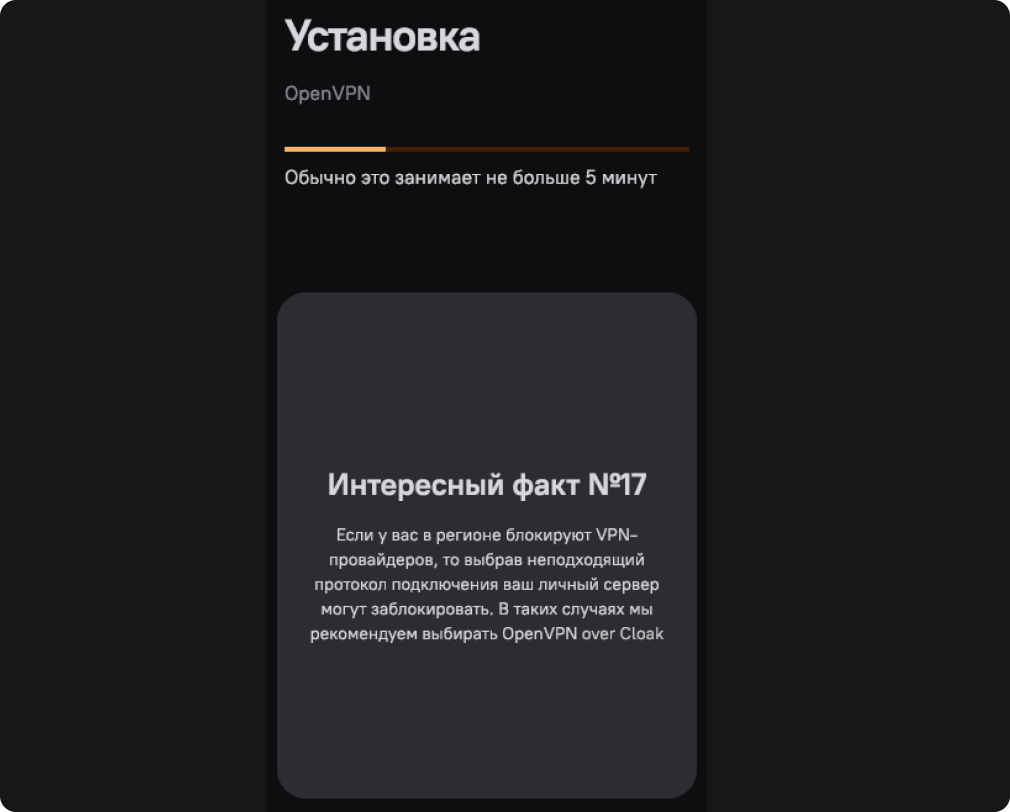 Установка
OpenVPN
Обычно это занимает не больше 5 минут
Интересный факт №17
Если у вас в регионе блокируют VPN-
провайдеров, то выбрав неподходящий
протокол подключения ваш личный сервер
могут заблокировать. В таких случаях мы
рекомендуем выбирать OpenVPN over Cloak